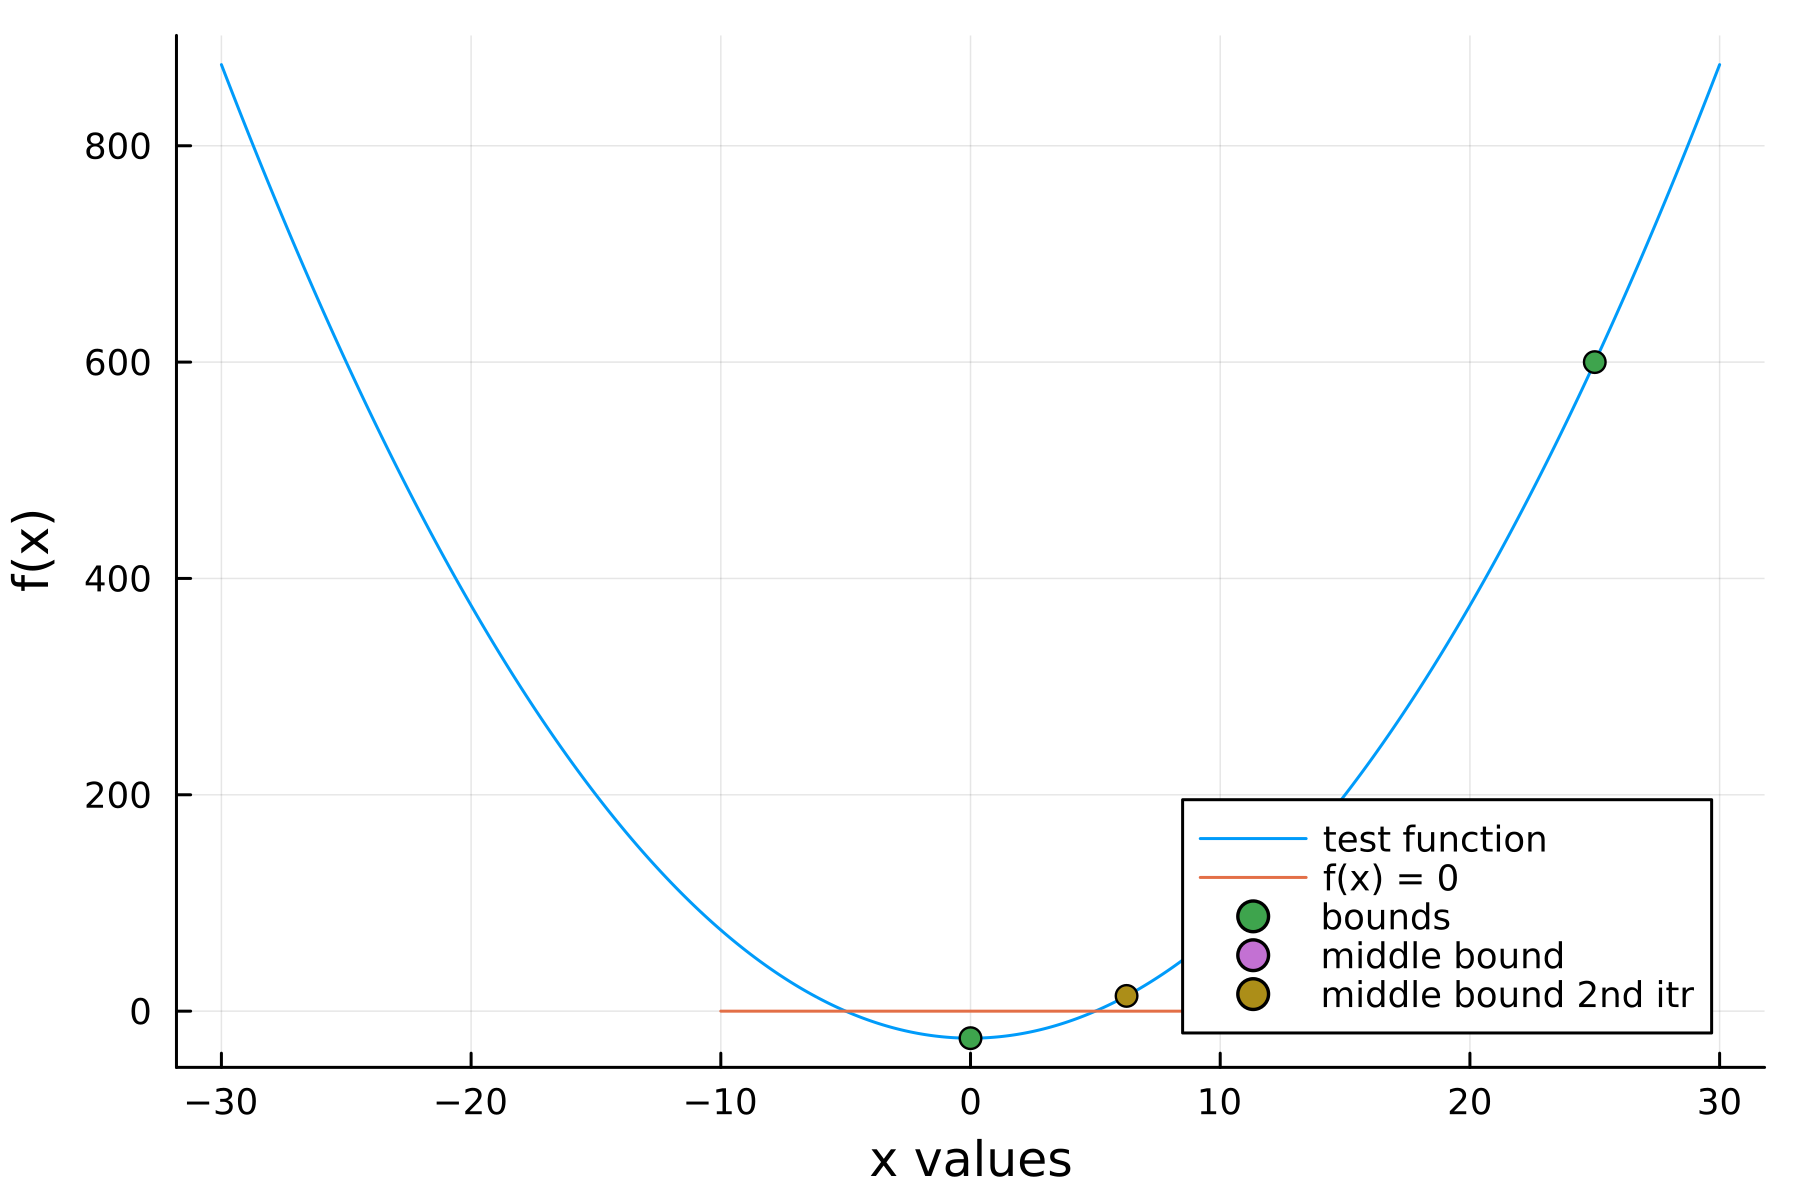 800
600
400
200
0
f(x)
−30
−20
−10
0
10
20
30
x values
test function
f(x) = 0
bounds
middle bound
middle bound 2nd itr